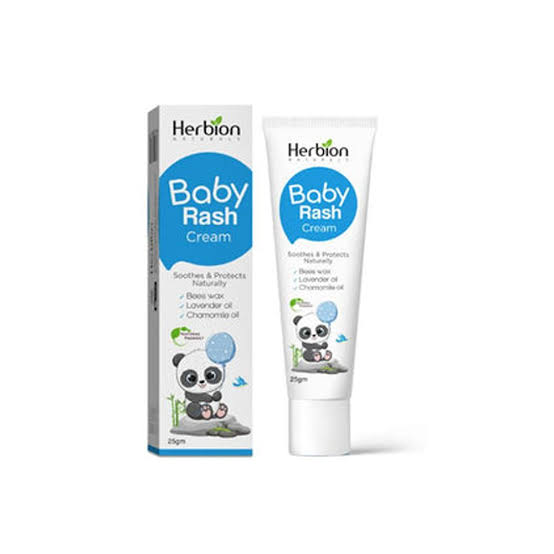 Herbion
NATURALS
Baby
Rash
Cream
Soothes & Protects
Naturally
✓ Bees wax
✓ Lavender oil
✓ Chamomile oil
25gm
Herbion
NATURALS
Baby
Rash
Cream
Soothes & Protects
Naturally
✓ Bees wax
✓ Lavender oil
✓ Chamomile oil
25gm